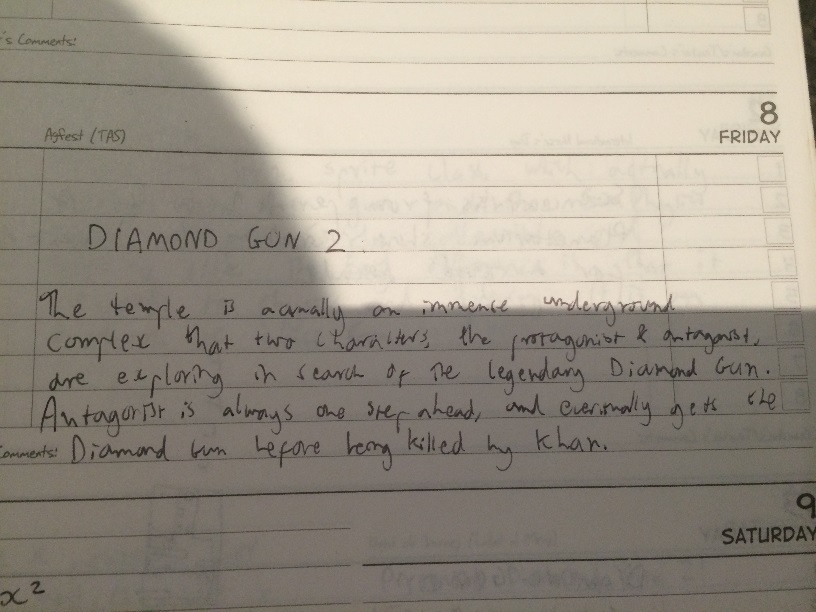 's Comments:
8
FRIDAY
Agfest (TAS)
DIAMOND GUN 2.
The temple is actually an immense underground
complex that two characters, the protagonist & antagonist,
are exploring in search of the legendary Diamond Gun.
Antagonist is always one step ahead, and eventually gets the
omments: Diamond Gun before being killed by Khan.
9
SATURDAY
x²